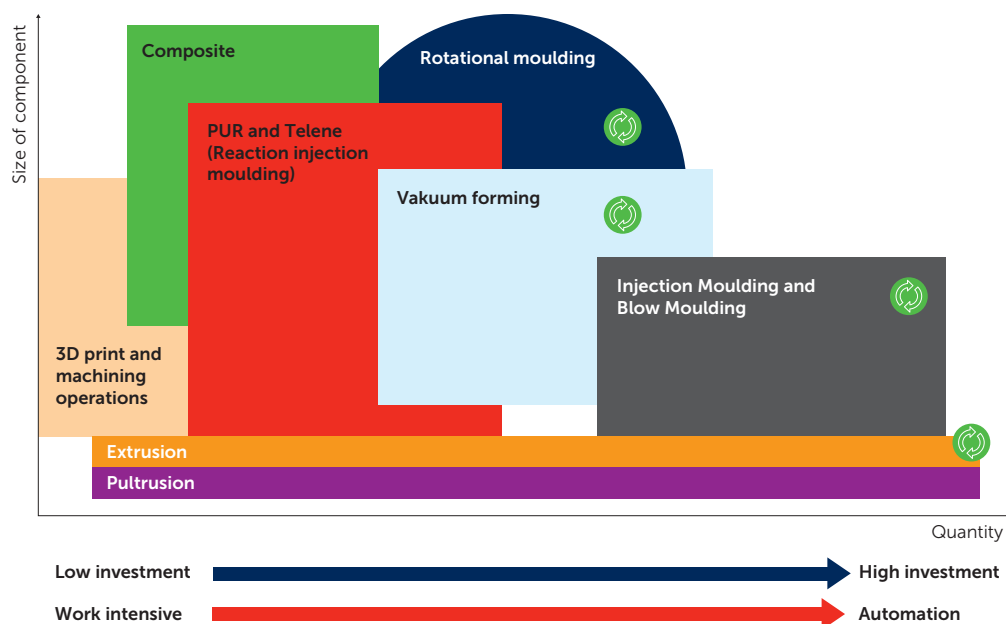 Size of component
Composite
Rotational moulding
PUR and Telene
(Reaction injection
moulding)
Vakuum forming
Injection Moulding and
Blow Moulding
3D print and
machining
operations
Extrusion
Pultrusion
Quantity
Low investment
High investment
Work intensive
Automation